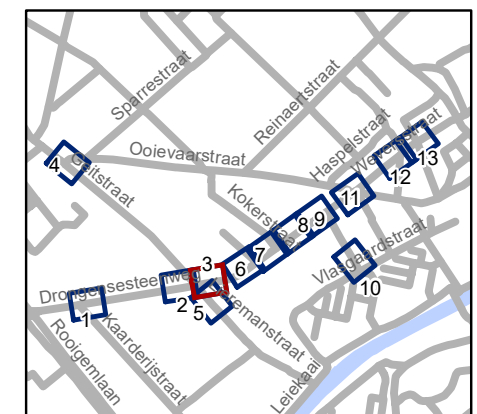 Sparrestraat
Reinaertstraat
Haspelstraat
Weversstraat
13
4
Geitstraat
Ooievaarstraat
12
Kokerstraat
11
8
9
3
7
6
Vlasgaardstraat
Drongensesteenweg
2
5
10
1
Kaarderijstraat
Rooigemlaan
Leiekaai